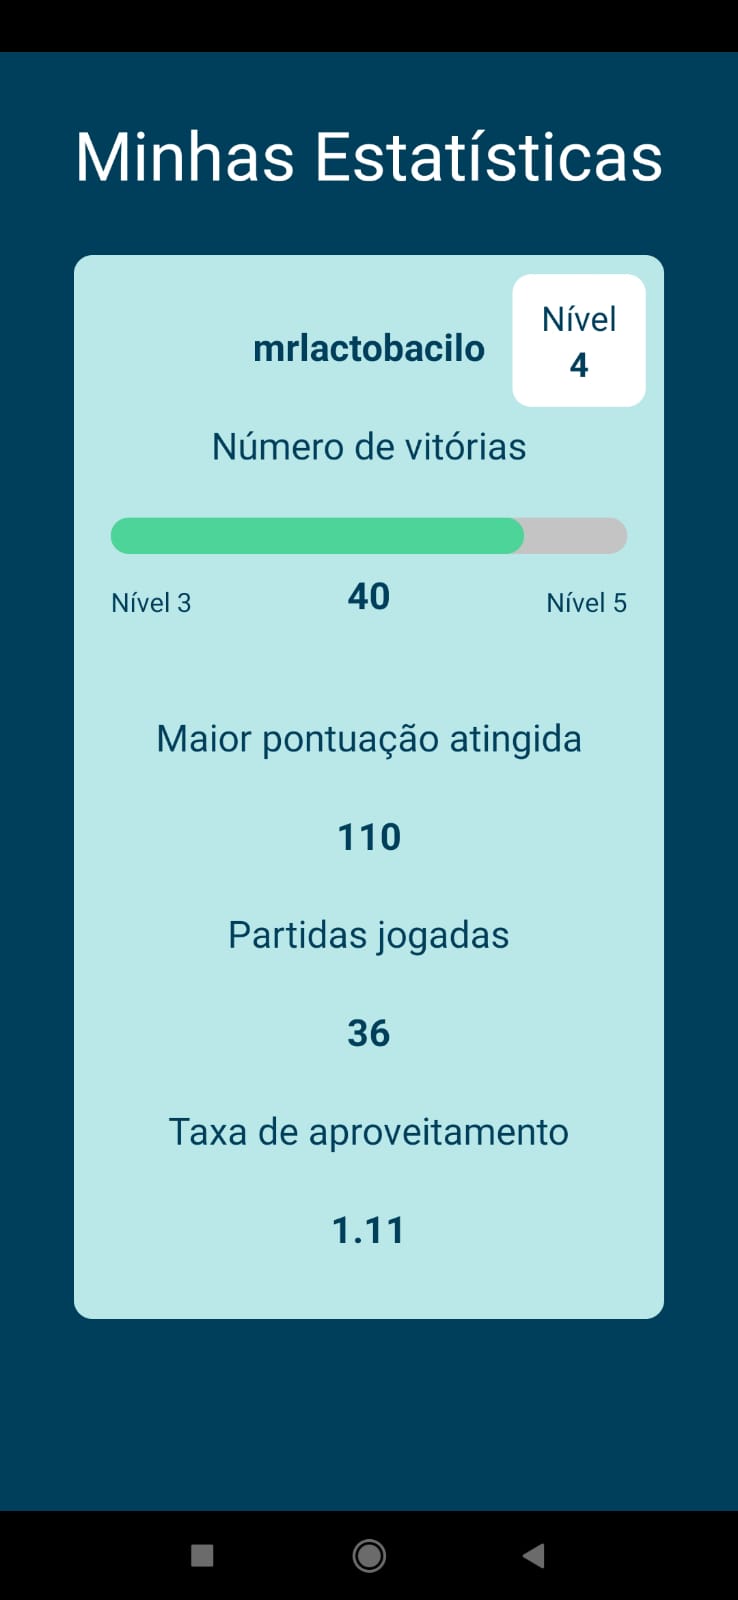 Minhas Estatísticas
Nível
4
mrlactobacilo
Número de vitórias
Nível 3
40
Nível 5
Maior pontuação atingida
110
Partidas jogadas
36
Taxa de aproveitamento
1.11